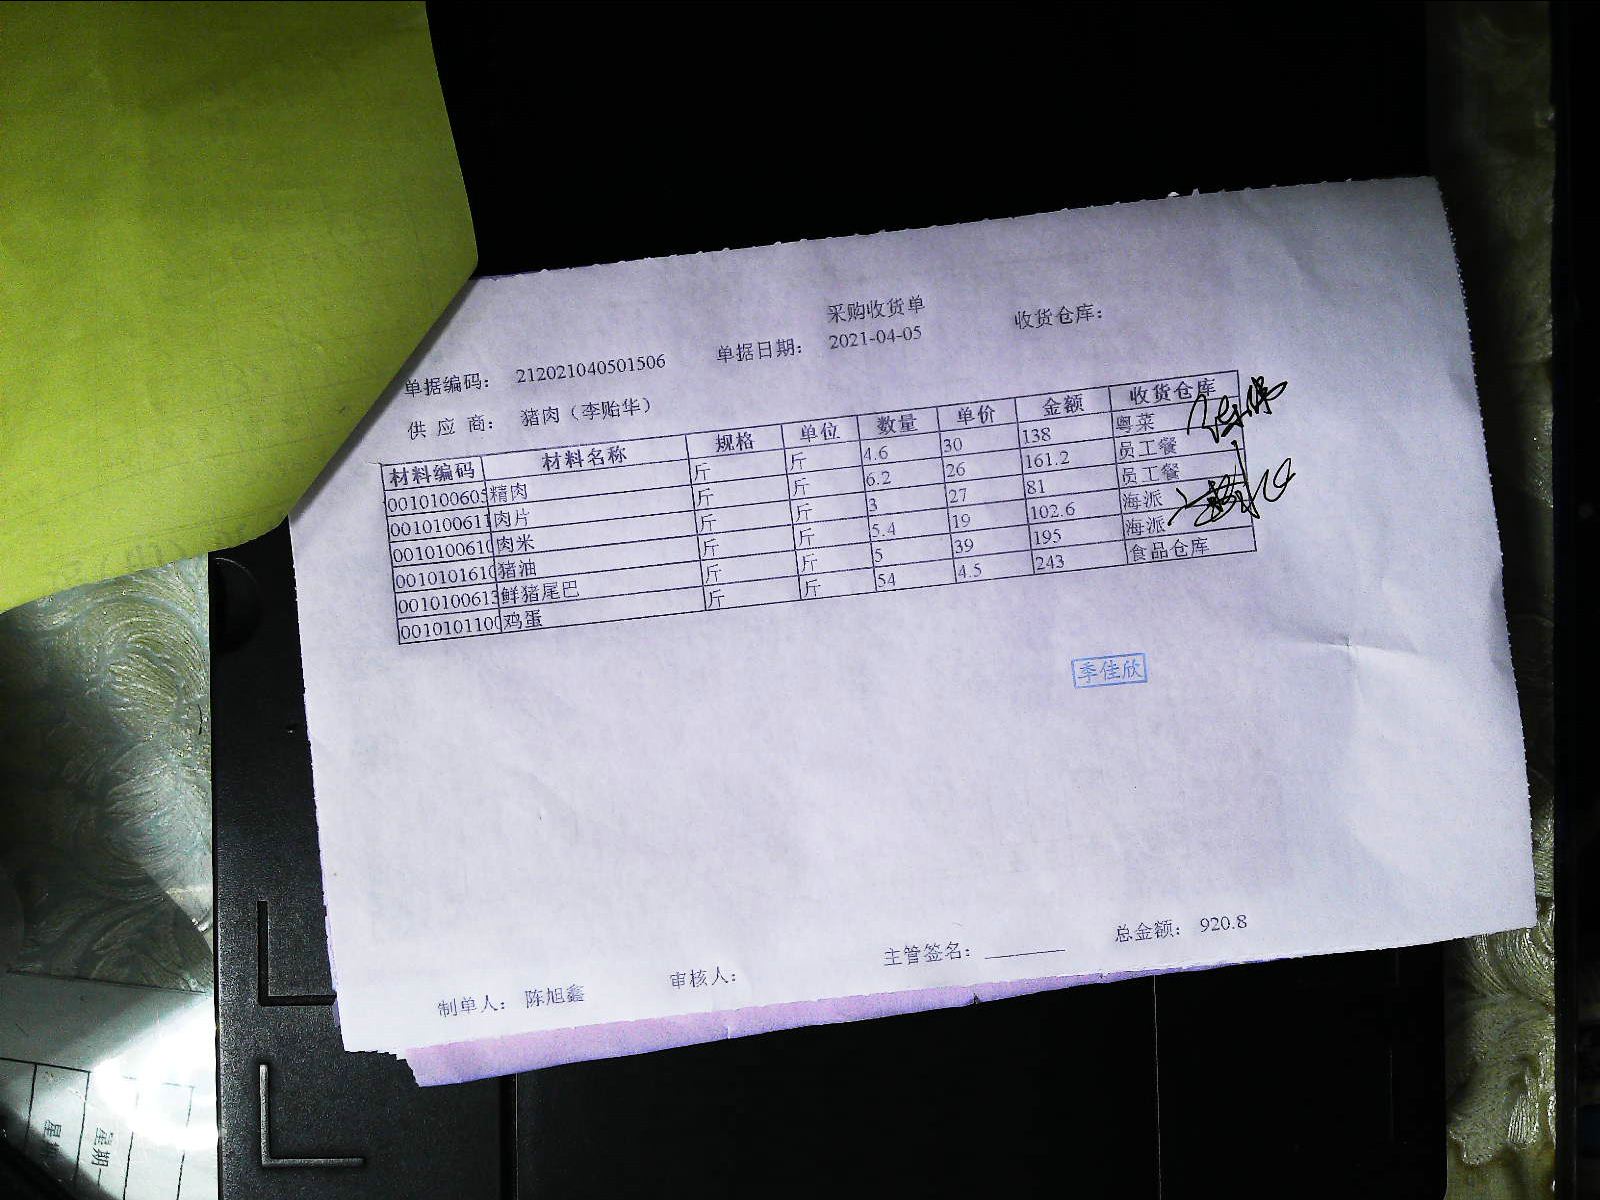 采购收货单
单据编码： 212021040501506 单据日期： 2021-04-05 收货仓库：
供 应 商： 猪肉（李贻华）
材料编码 材料名称 规格 单位 数量 单价 金额 收货仓库
0010100605 精肉 斤 斤 4.6 30 138 粤菜
0010100611 肉片 斤 斤 6.2 26 161.2 员工餐
0010100610 肉米 斤 斤 3 27 81 员工餐
0010101610 猪油 斤 斤 5.4 19 102.6 海派
0010100613 鲜猪尾巴 斤 斤 5 39 195 海派
0010101100 鸡蛋 斤 斤 54 4.5 243 食品仓库
季佳欣
制单人： 陈旭鑫 审核人： 主管签名： 总金额： 920.8